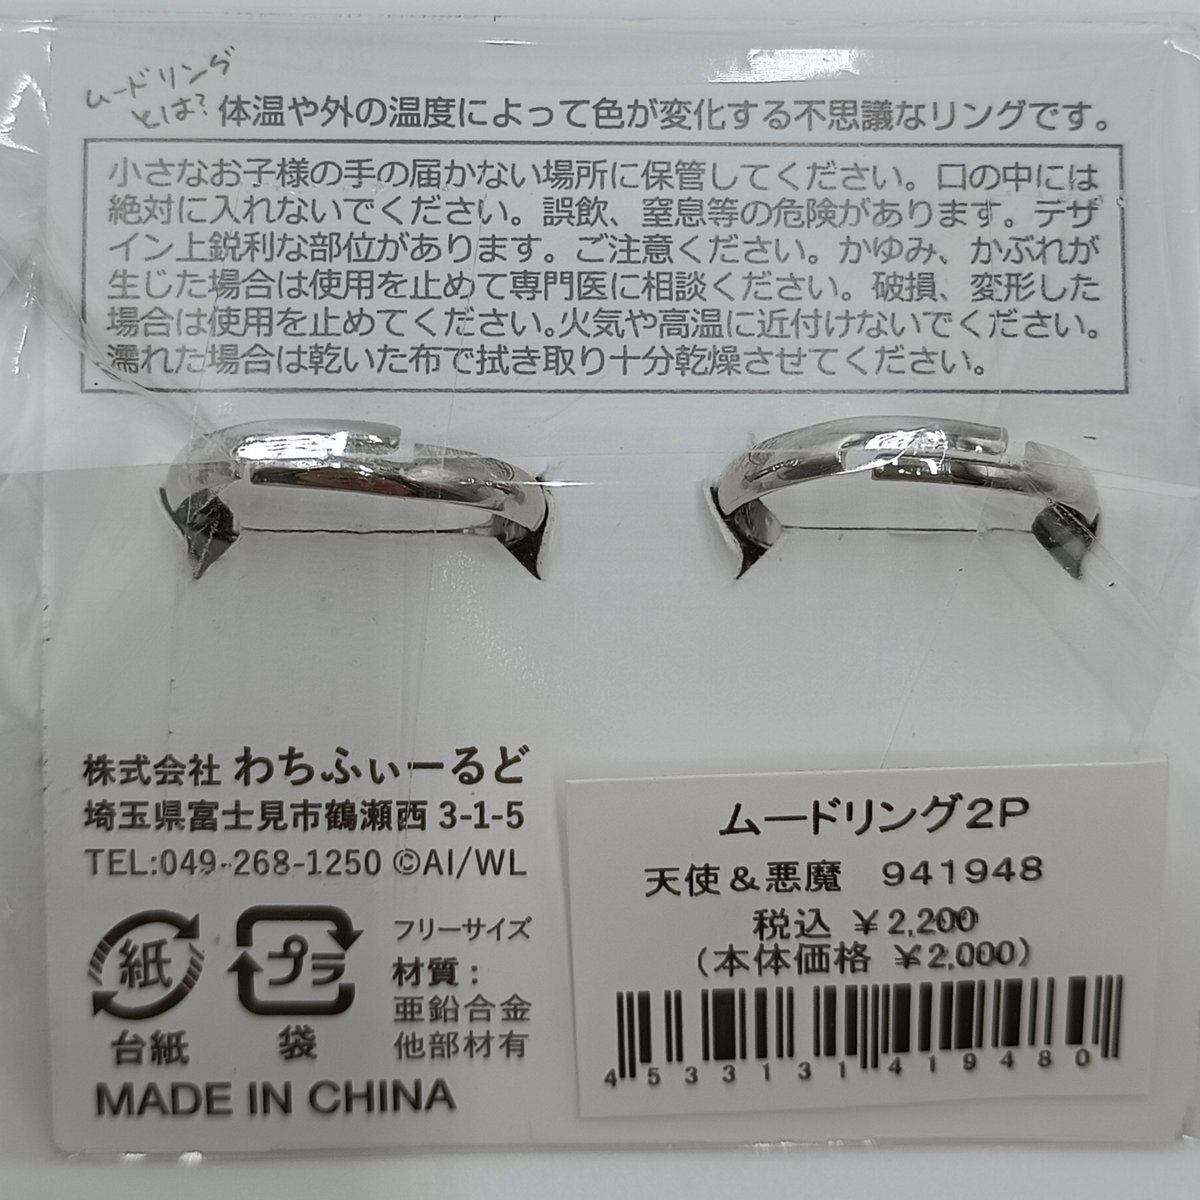 ムードリング
とは?
体温や外の温度によって色が変化する不思議なリングです。
小さなお子様の手の届かない場所に保管してください。口の中には
絶対に入れないでください。誤飲、窒息等の危険があります。デザ
イン上鋭利な部位があります。ご注意ください。かゆみ、かぶれが
生じた場合は使用を止めて専門医に相談ください。破損、変形した
場合は使用を止めてください。火気や高温に近付けないでください。
濡れた場合は乾いた布で拭き取り十分乾燥させてください。
株式会社 わちふぃーるど
埼玉県富士見市鶴瀬西 3-1-5
TEL:049-268-1250 ©AI/WL
紙
台紙
プラ
袋
フリーサイズ
材質:
亜鉛合金
他部材有
MADE IN CHINA
ムードリング2P
天使&悪魔 941948
税込 ¥2,200
(本体価格 ¥2,000)
4533131419480